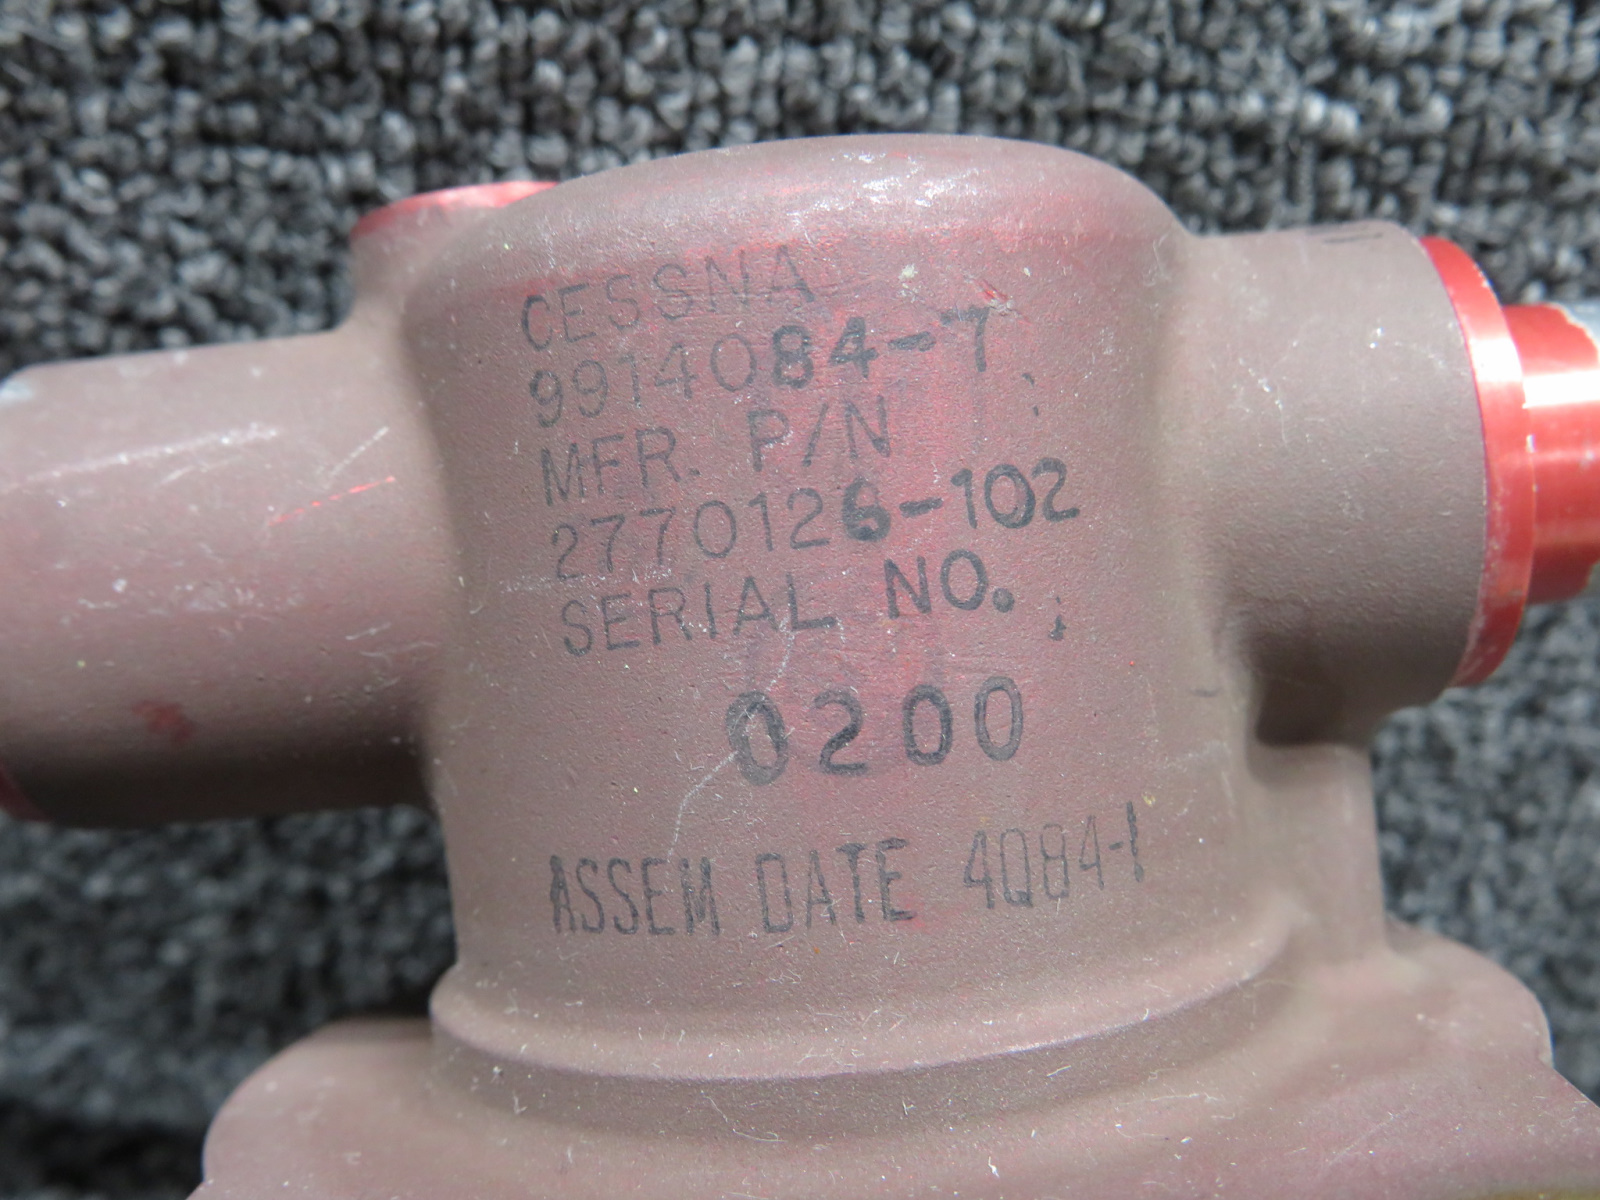 CESSNA
9914084-7
MFR. P/N
2770126-102
SERIAL NO.
0200
ASSEM DATE 4Q84-1